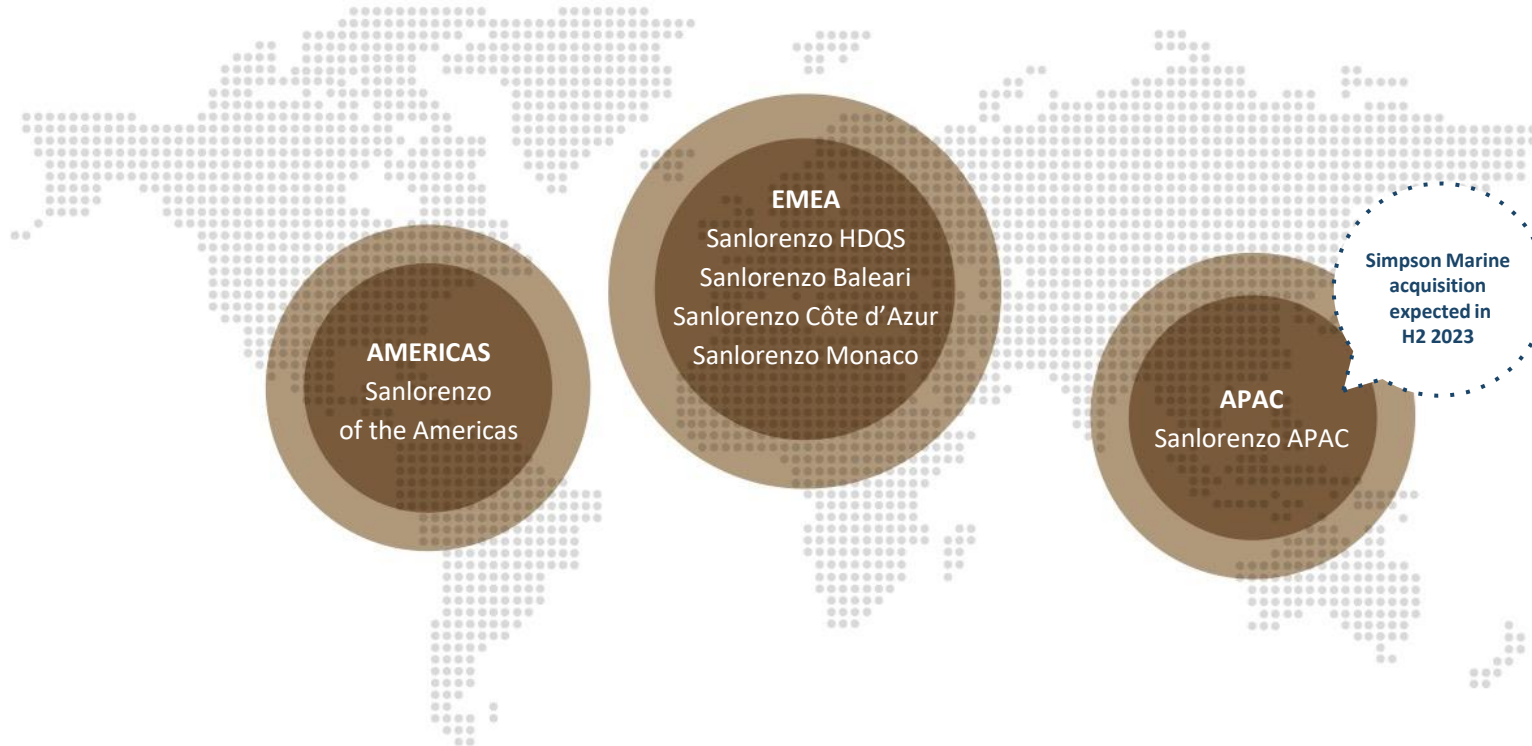 EMEA
Sanlorenzo HDQS
Sanlorenzo Baleari
Sanlorenzo Côte d’Azur
Sanlorenzo Monaco
AMERICAS
Sanlorenzo
of the Americas
APAC
Sanlorenzo APAC
Simpson Marine
acquisition
expected in
H2 2023